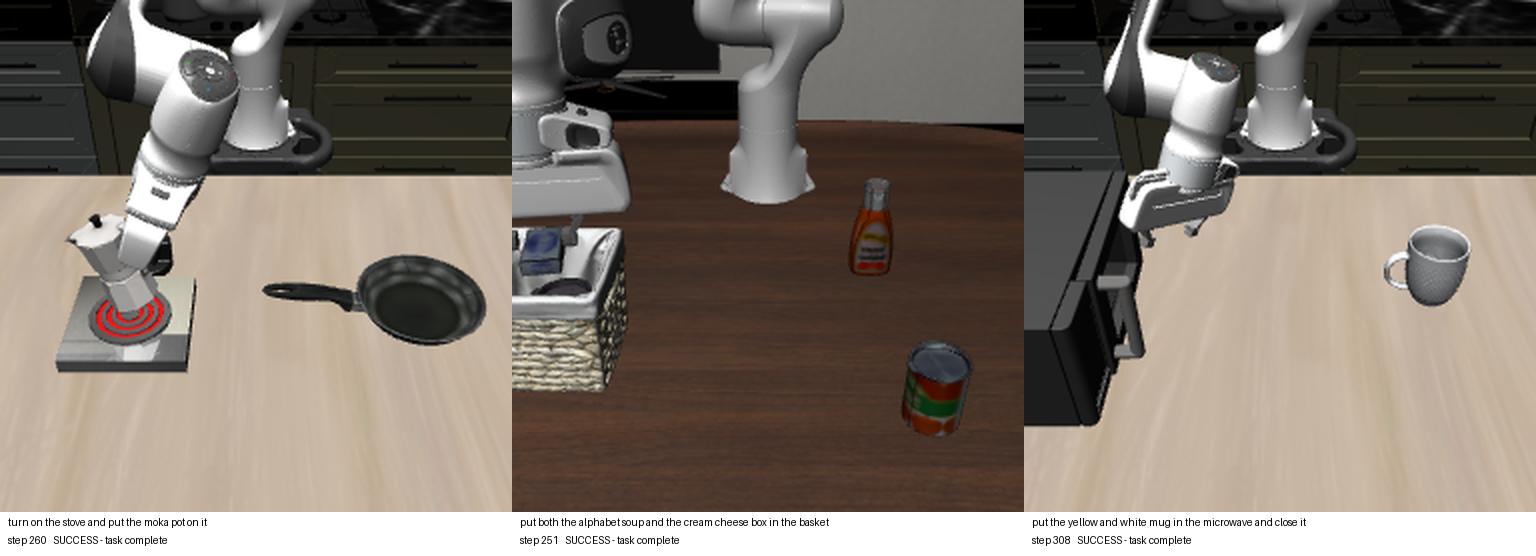 turn on the stove and put the moka pot on it
step 260 SUCCESS - task complete
put both the alphabet soup and the cream cheese box in the basket
step 251 SUCCESS - task complete
put the yellow and white mug in the microwave and close it
step 308 SUCCESS - task complete